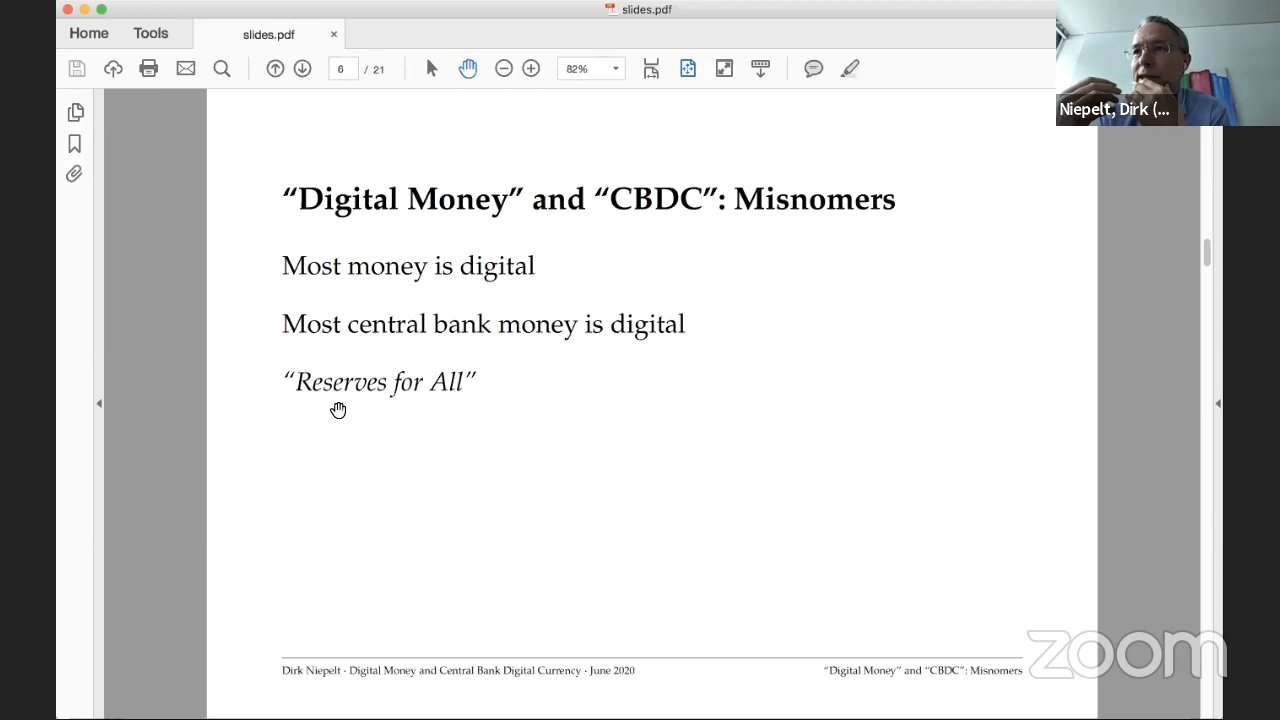 slides.pdf
Home
Tools
slides.pdf
×
6
/ 21
82%
Niepelt, Dirk (...
“Digital Money” and “CBDC”: Misnomers
Most money is digital
Most central bank money is digital
“Reserves for All”
Dirk Niepelt · Digital Money and Central Bank Digital Currency · June 2020
“Digital Money” and “CBDC”: Misnomers
zoom